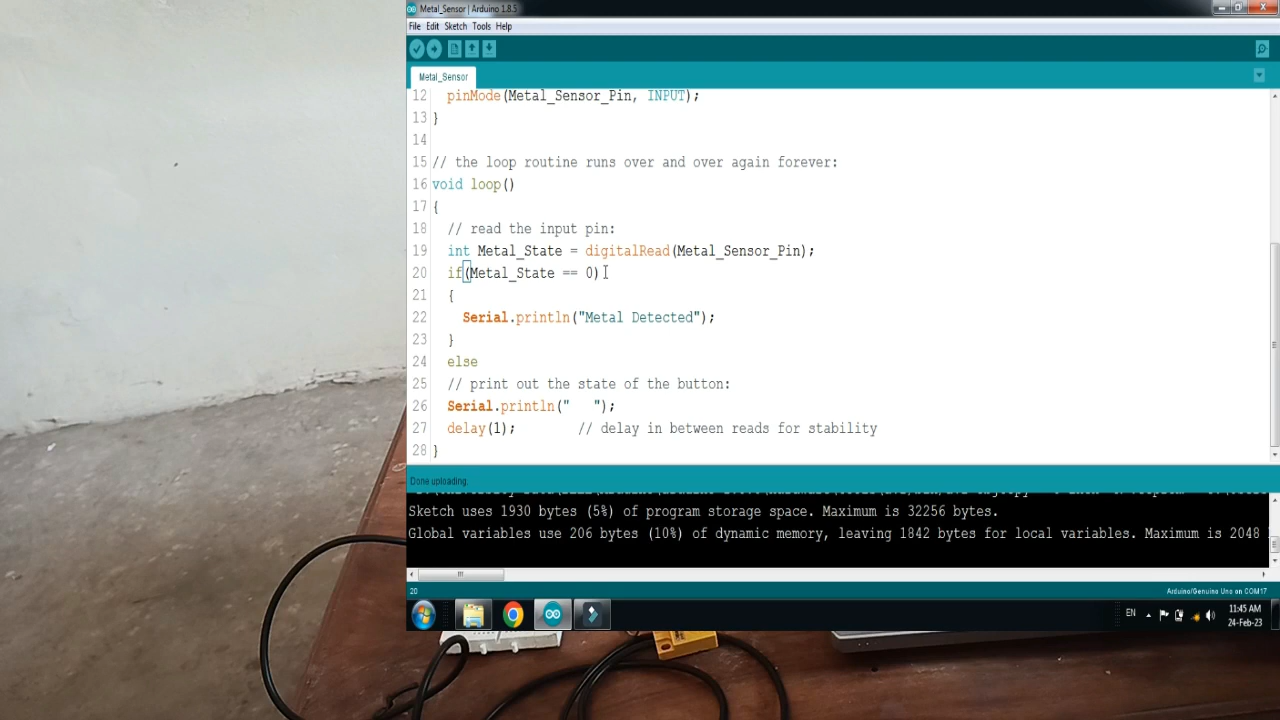 Metal_Sensor | Arduino 1.8.5
File Edit Sketch Tools Help
Metal_Sensor
12 pinMode(Metal_Sensor_Pin, INPUT);
13 }
14
15 // the loop routine runs over and over again forever:
16 void loop()
17 {
18 // read the input pin:
19 int Metal_State = digitalRead(Metal_Sensor_Pin);
20 if(Metal_State == 0)
21 {
22 Serial.println("Metal Detected");
23 }
24 else
25 // print out the state of the button:
26 Serial.println("   ");
27 delay(1); // delay in between reads for stability
28 }
Done uploading.
Sketch uses 1930 bytes (5%) of program storage space. Maximum is 32256 bytes.
Global variables use 206 bytes (10%) of dynamic memory, leaving 1842 bytes for local variables. Maximum is 2048
20 Arduino/Genuino Uno on COM17
EN 11:45 AM
24-Feb-23